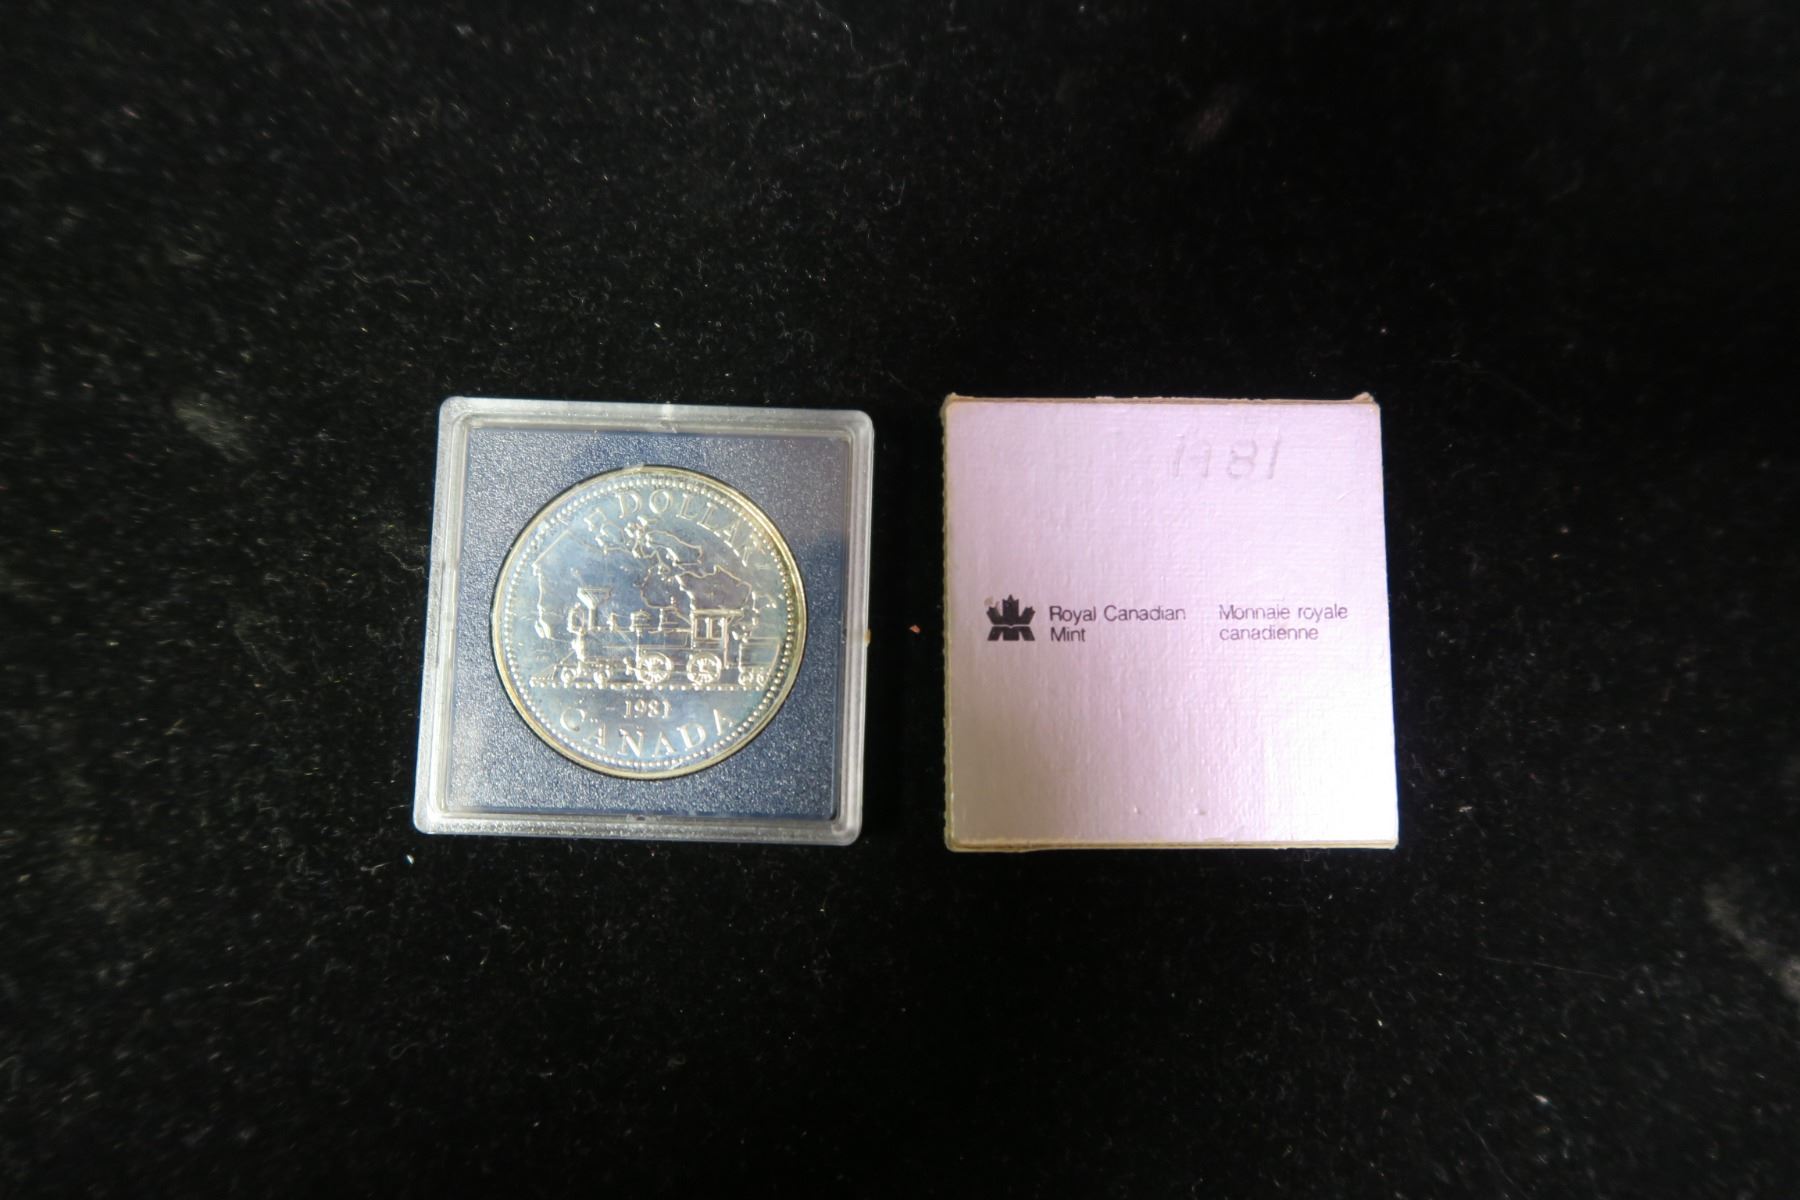 DOLLAR
1981
CANADA
1981
Royal Canadian
Mint
Monnaie royale
canadienne